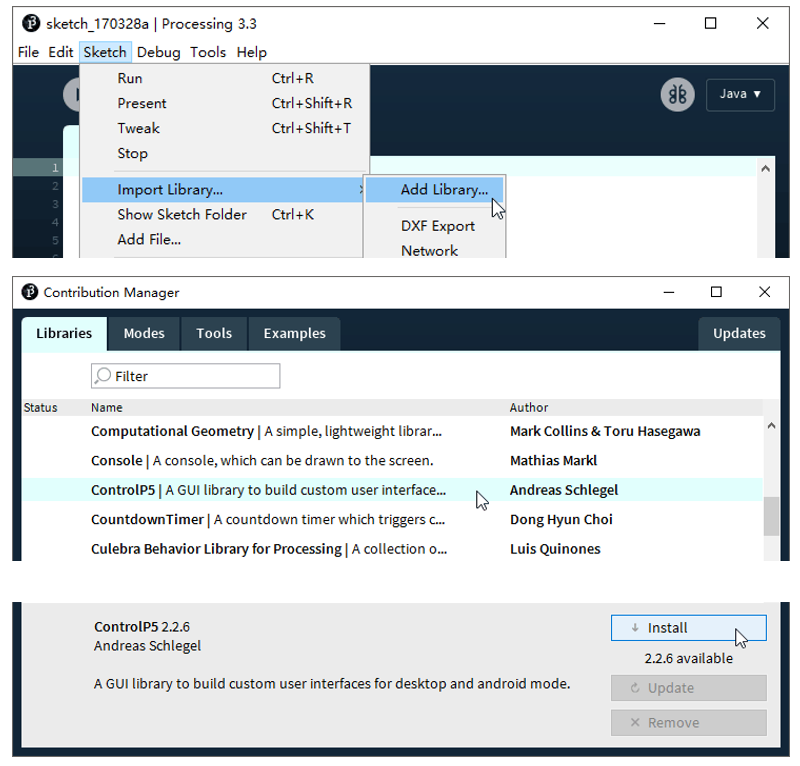 sketch_170328a | Processing 3.3
File Edit Sketch Debug Tools Help
Run Ctrl+R
Present Ctrl+Shift+R
Tweak Ctrl+Shift+T
Stop
Java ▼
Import Library...
Add Library...
Show Sketch Folder Ctrl+K
Add File...
DXF Export
Network
1
2
3
4
5
Contribution Manager
Libraries Modes Tools Examples Updates
Filter
Status Name Author
Computational Geometry | A simple, lightweight librar... Mark Collins & Toru Hasegawa
Console | A console, which can be drawn to the screen. Mathias Markl
ControlP5 | A GUI library to build custom user interface... Andreas Schlegel
CountdownTimer | A countdown timer which triggers c... Dong Hyun Choi
Culebra Behavior Library for Processing | A collection o... Luis Quinones
ControlP5 2.2.6
Andreas Schlegel
A GUI library to build custom user interfaces for desktop and android mode.
Install
2.2.6 available
Update
Remove